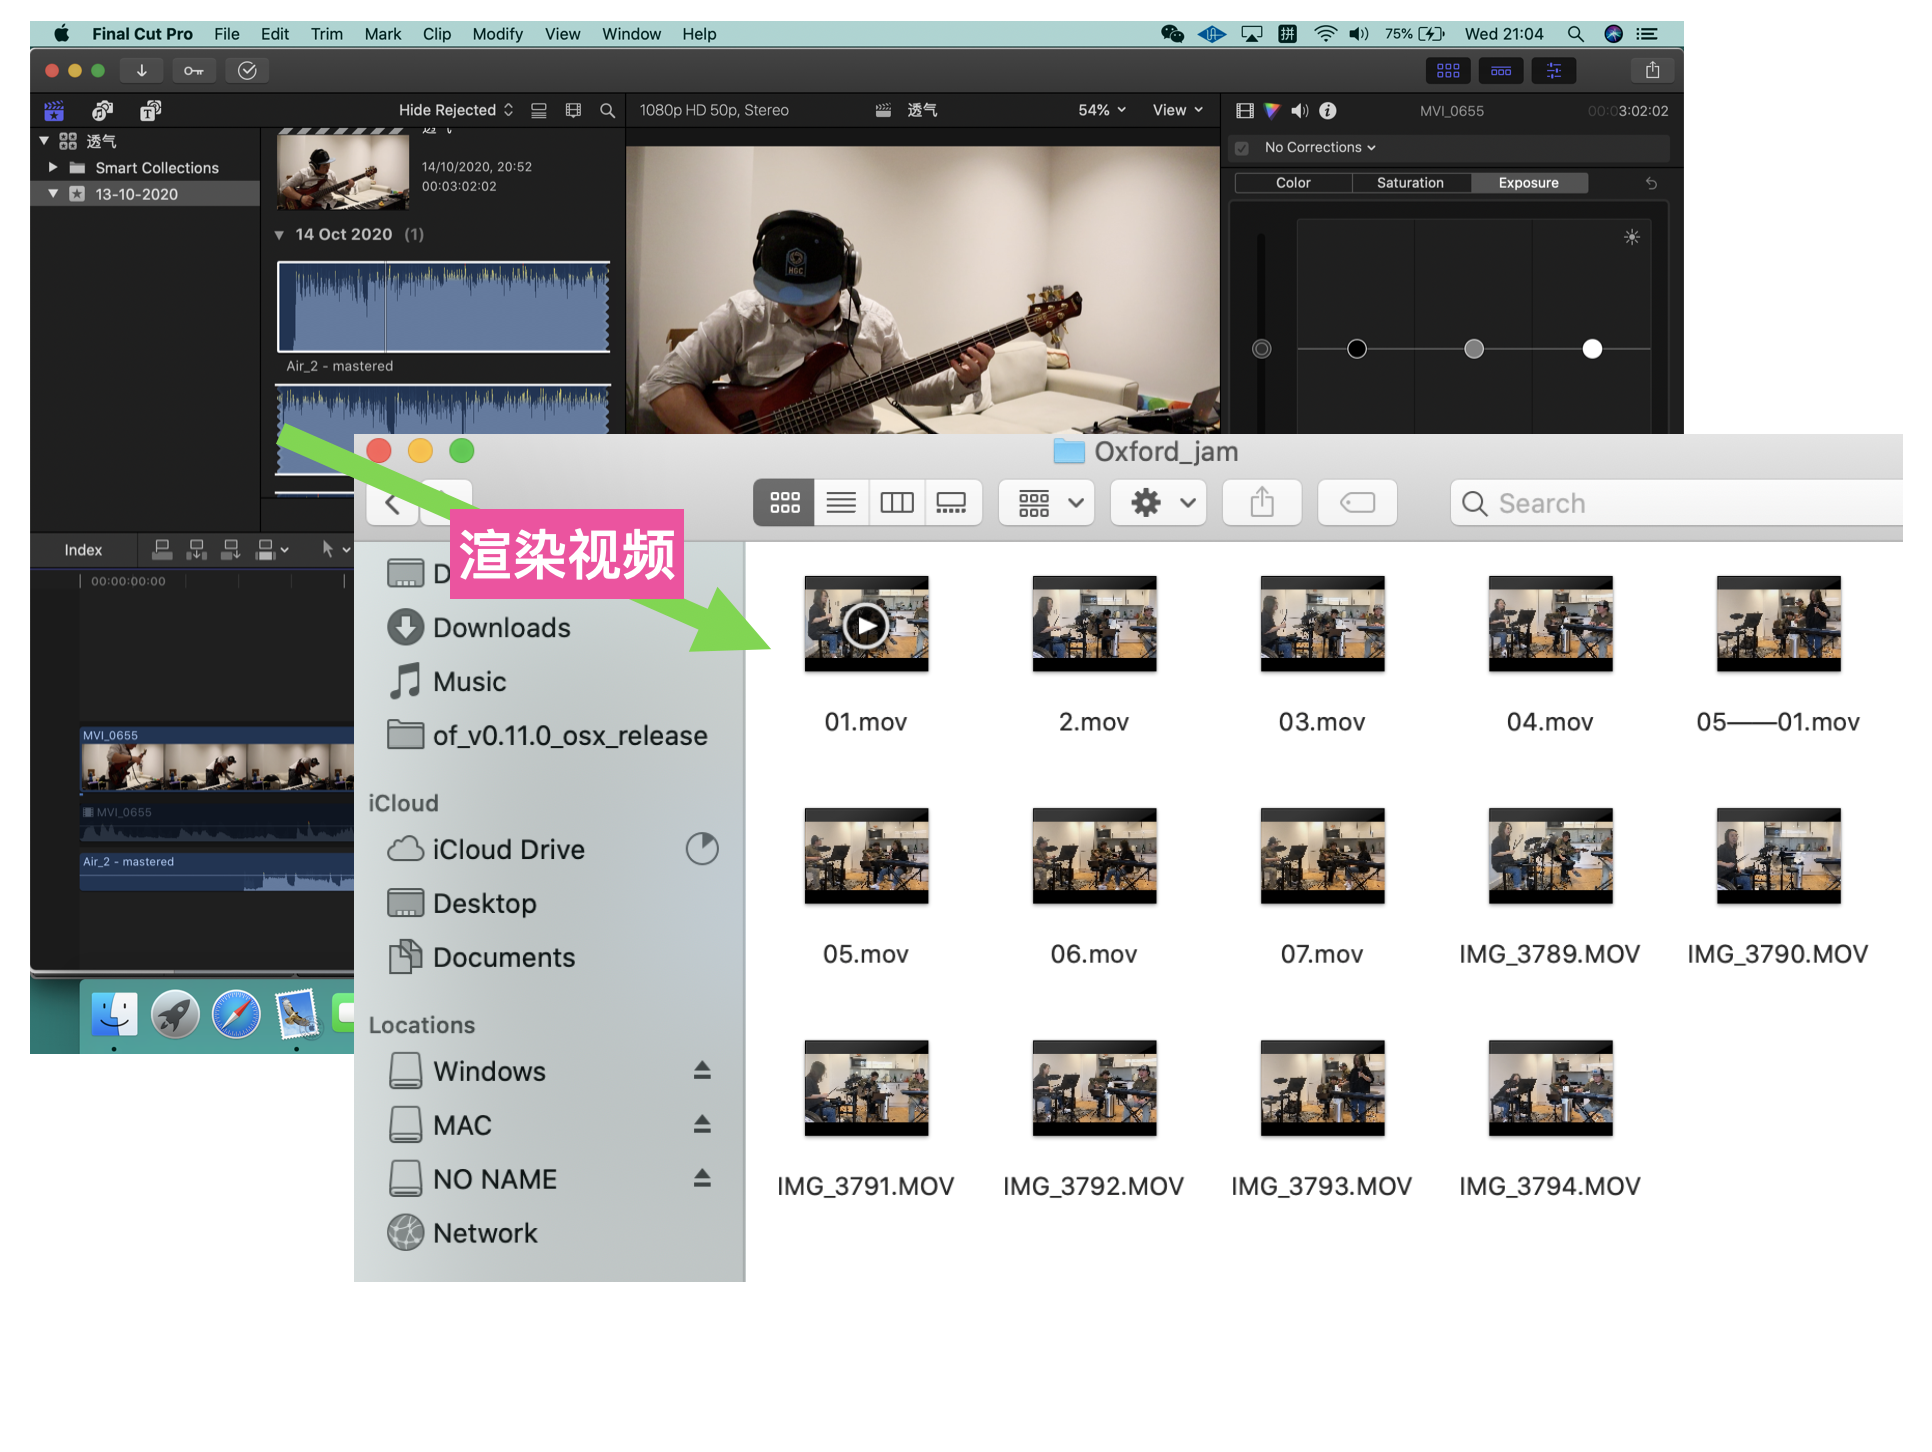 Final Cut Pro File Edit Trim Mark Clip Modify View Window Help 拼 75% Wed 21:04
Hide Rejected 1080p HD 50p, Stereo 透气 54% View MVI_0655 00:03:02:02
透气
Smart Collections
13-10-2020
14/10/2020, 20:52
00:03:02:02
No Corrections
Color Saturation Exposure
14 Oct 2020 (1)
HGC
Air_2 - mastered
Index
00:00:00:00
MVI_0655
MVI_0655
Air_2 - mastered
渲染视频
Oxford_jam
Search
D
Downloads
Music
of_v0.11.0_osx_release
iCloud
iCloud Drive
Desktop
Documents
Locations
Windows
MAC
NO NAME
Network
01.mov 2.mov 03.mov 04.mov 05——01.mov
05.mov 06.mov 07.mov IMG_3789.MOV IMG_3790.MOV
IMG_3791.MOV IMG_3792.MOV IMG_3793.MOV IMG_3794.MOV